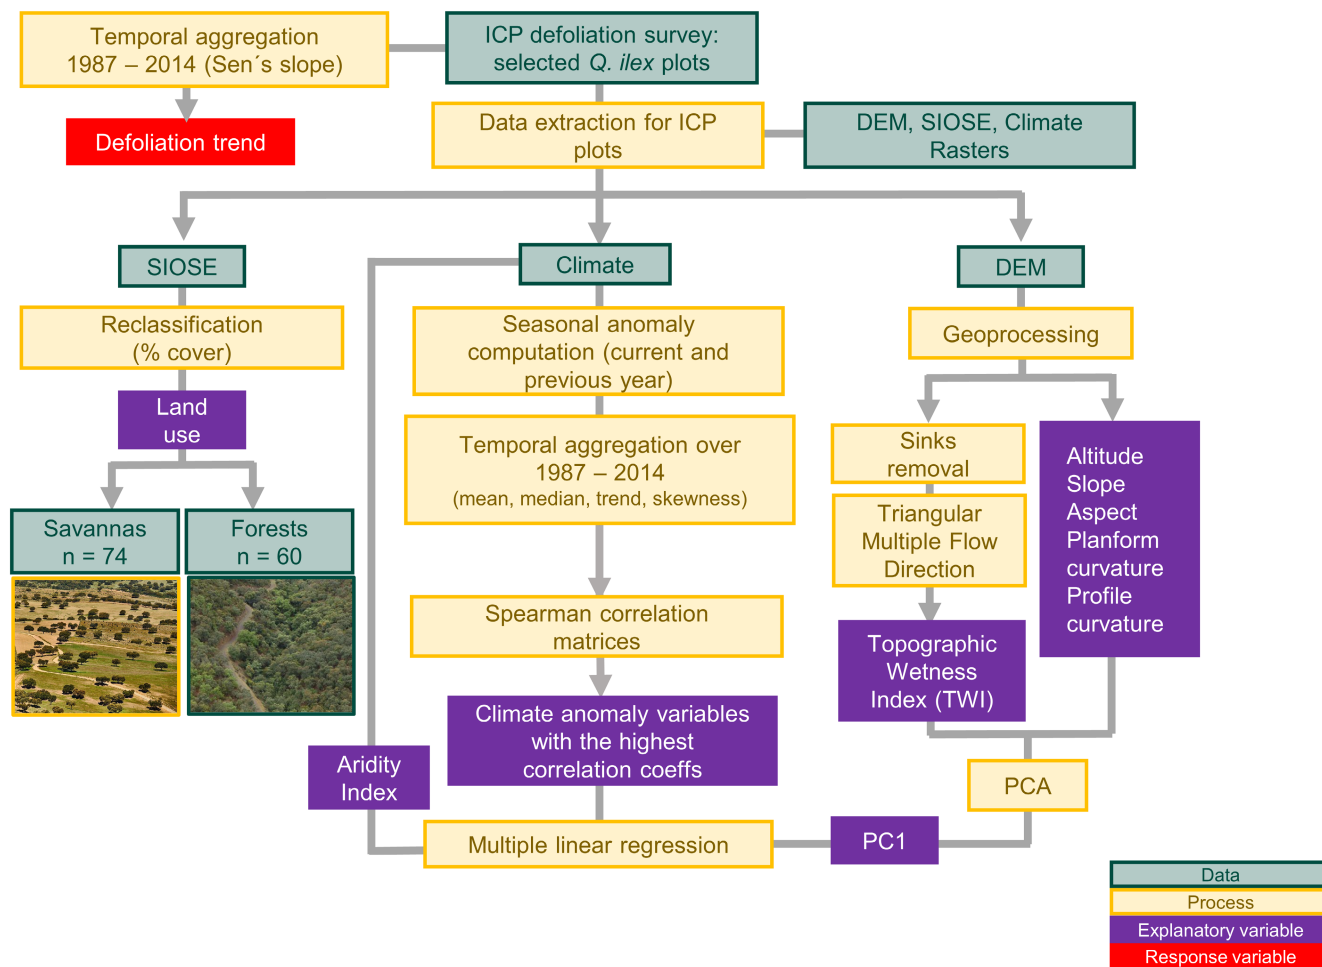 Temporal aggregation
1987 – 2014 (Sen´s slope)
ICP defoliation survey:
selected Q. ilex plots
Defoliation trend
Data extraction for ICP
plots
DEM, SIOSE, Climate
Rasters
SIOSE
Climate
DEM
Reclassification
(% cover)
Seasonal anomaly
computation (current and
previous year)
Geoprocessing
Land
use
Temporal aggregation over
1987 – 2014
(mean, median, trend, skewness)
Sinks
removal
Altitude
Slope
Aspect
Planform
curvature
Profile
curvature
Savannas
n = 74
Forests
n = 60
Triangular
Multiple Flow
Direction
Spearman correlation
matrices
Topographic
Wetness
Index (TWI)
Climate anomaly variables
with the highest
correlation coeffs
Aridity
Index
PCA
Multiple linear regression
PC1
Data
Process
Explanatory variable
Response variable